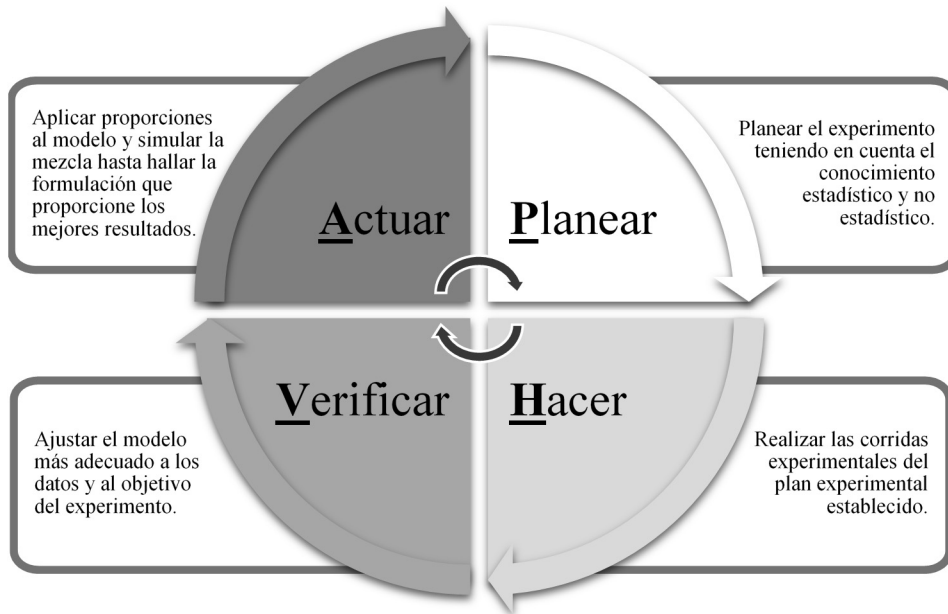 Aplicar proporciones
al modelo y simular la
mezcla hasta hallar la
formulación que
proporcione los
mejores resultados.
Actuar
Planear
Planear el experimento
teniendo en cuenta el
conocimiento
estadístico y no
estadístico.
Ajustar el modelo
más adecuado a los
datos y al objetivo
del experimento.
Verificar
Hacer
Realizar las corridas
experimentales del
plan experimental
establecido.